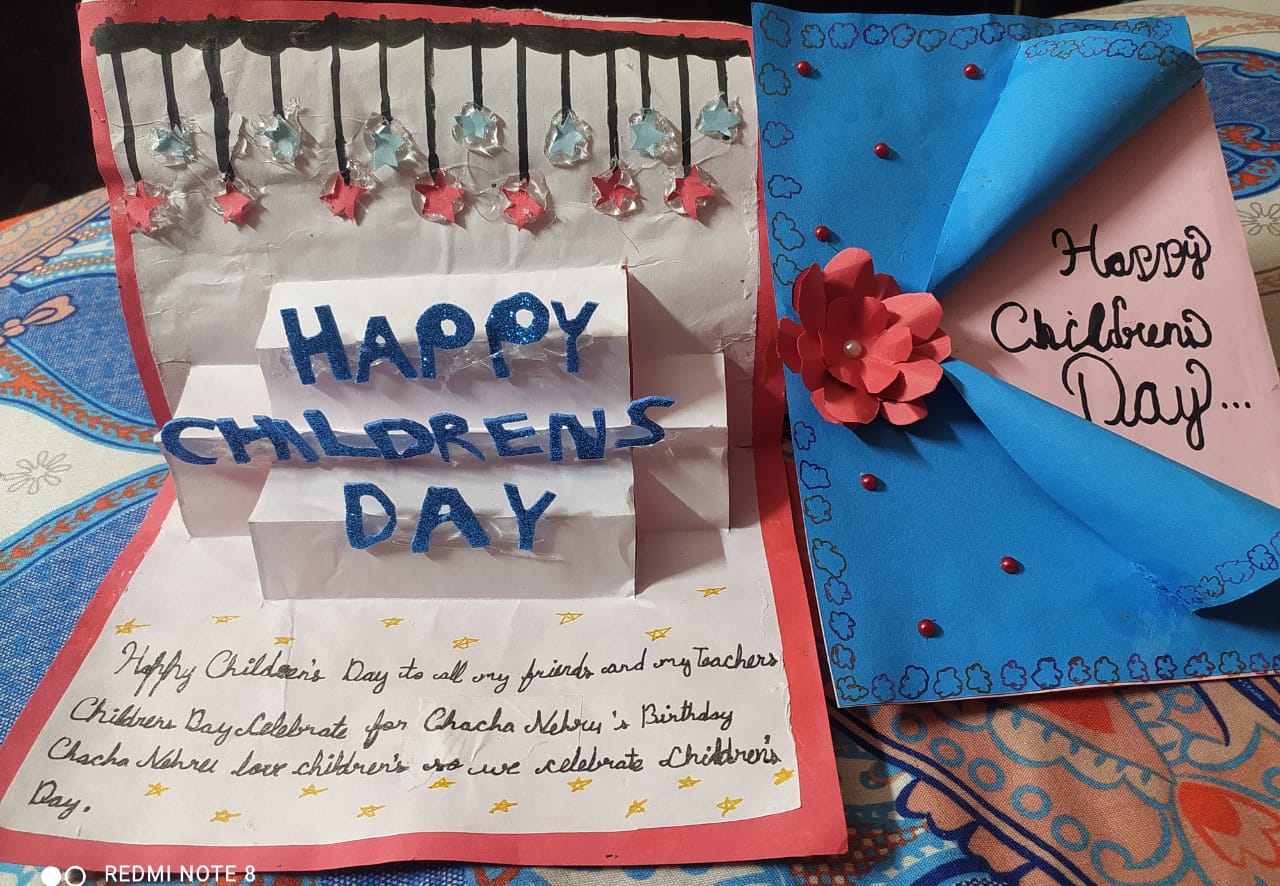 HAPPY
CHILDRENS
DAY
Happy Children's Day to all my friends and my Teachers
Childrens Day Celebrate for Chacha Nehru's Birthday
Chacha Nehru love children's so we celebrate Children's
Day.
Happy
Childrens
Day...
REDMI NOTE 8